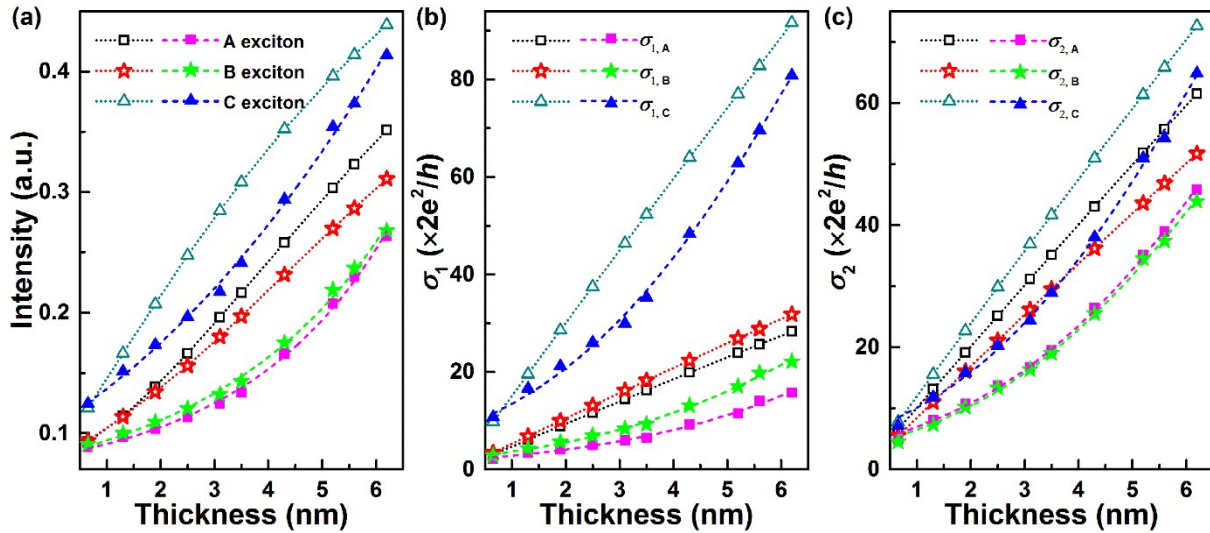 (a)
A exciton
B exciton
C exciton
0.4
0.3
0.2
0.1
Intensity (a.u.)
1 2 3 4 5 6
Thickness (nm)
(b)
σ1, A
σ1, B
σ1, C
80
60
40
20
0
σ1 (×2e²/h)
1 2 3 4 5 6
Thickness (nm)
(c)
σ2, A
σ2, B
σ2, C
60
40
20
0
σ2 (×2e²/h)
1 2 3 4 5 6
Thickness (nm)